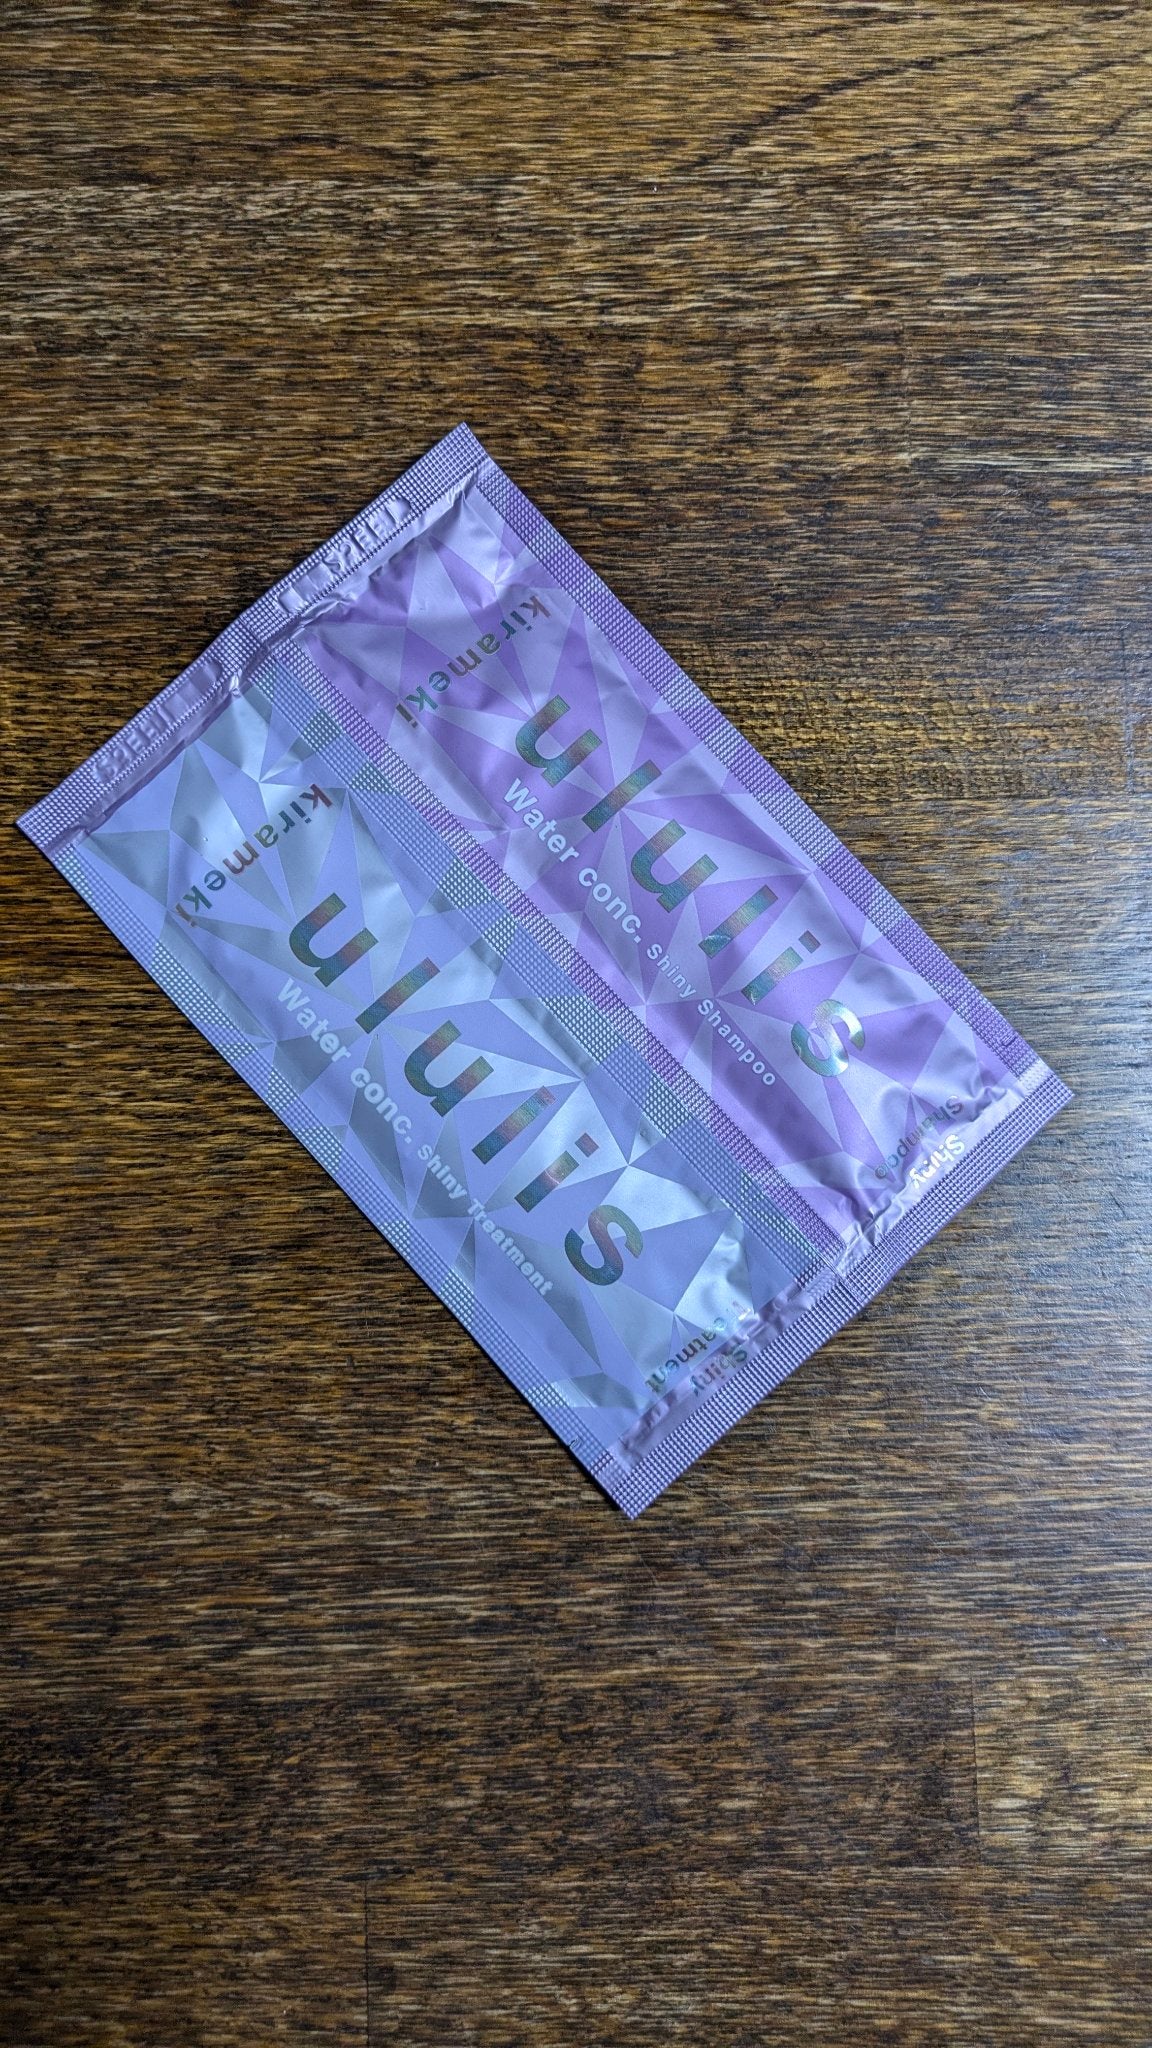 kirameki
ululis
Water conc. Shiny Shampoo
Shiny
Shampoo
kirameki
ululis
Water conc. Shiny Treatment
Shiny
Treatment